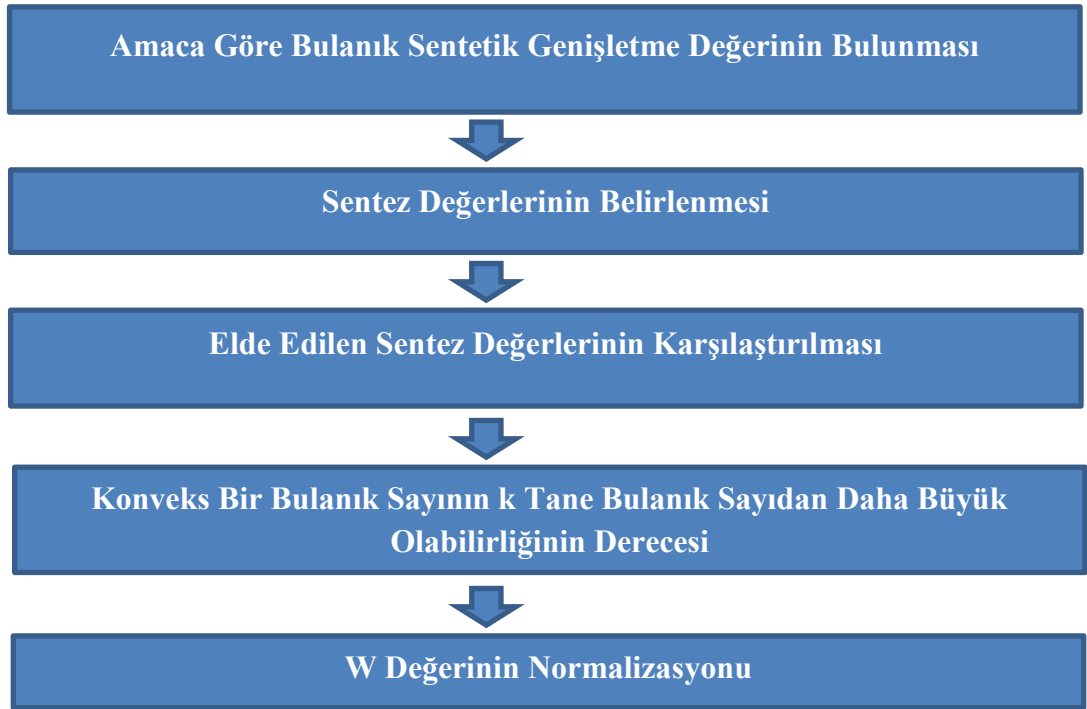 Amaca Göre Bulanık Sentetik Genişletme Değerinin Bulunması
Sentez Değerlerinin Belirlenmesi
Elde Edilen Sentez Değerlerinin Karşılaştırılması
Konveks Bir Bulanık Sayının k Tane Bulanık Sayıdan Daha Büyük
Olabilirliğinin Derecesi
W Değerinin Normalizasyonu